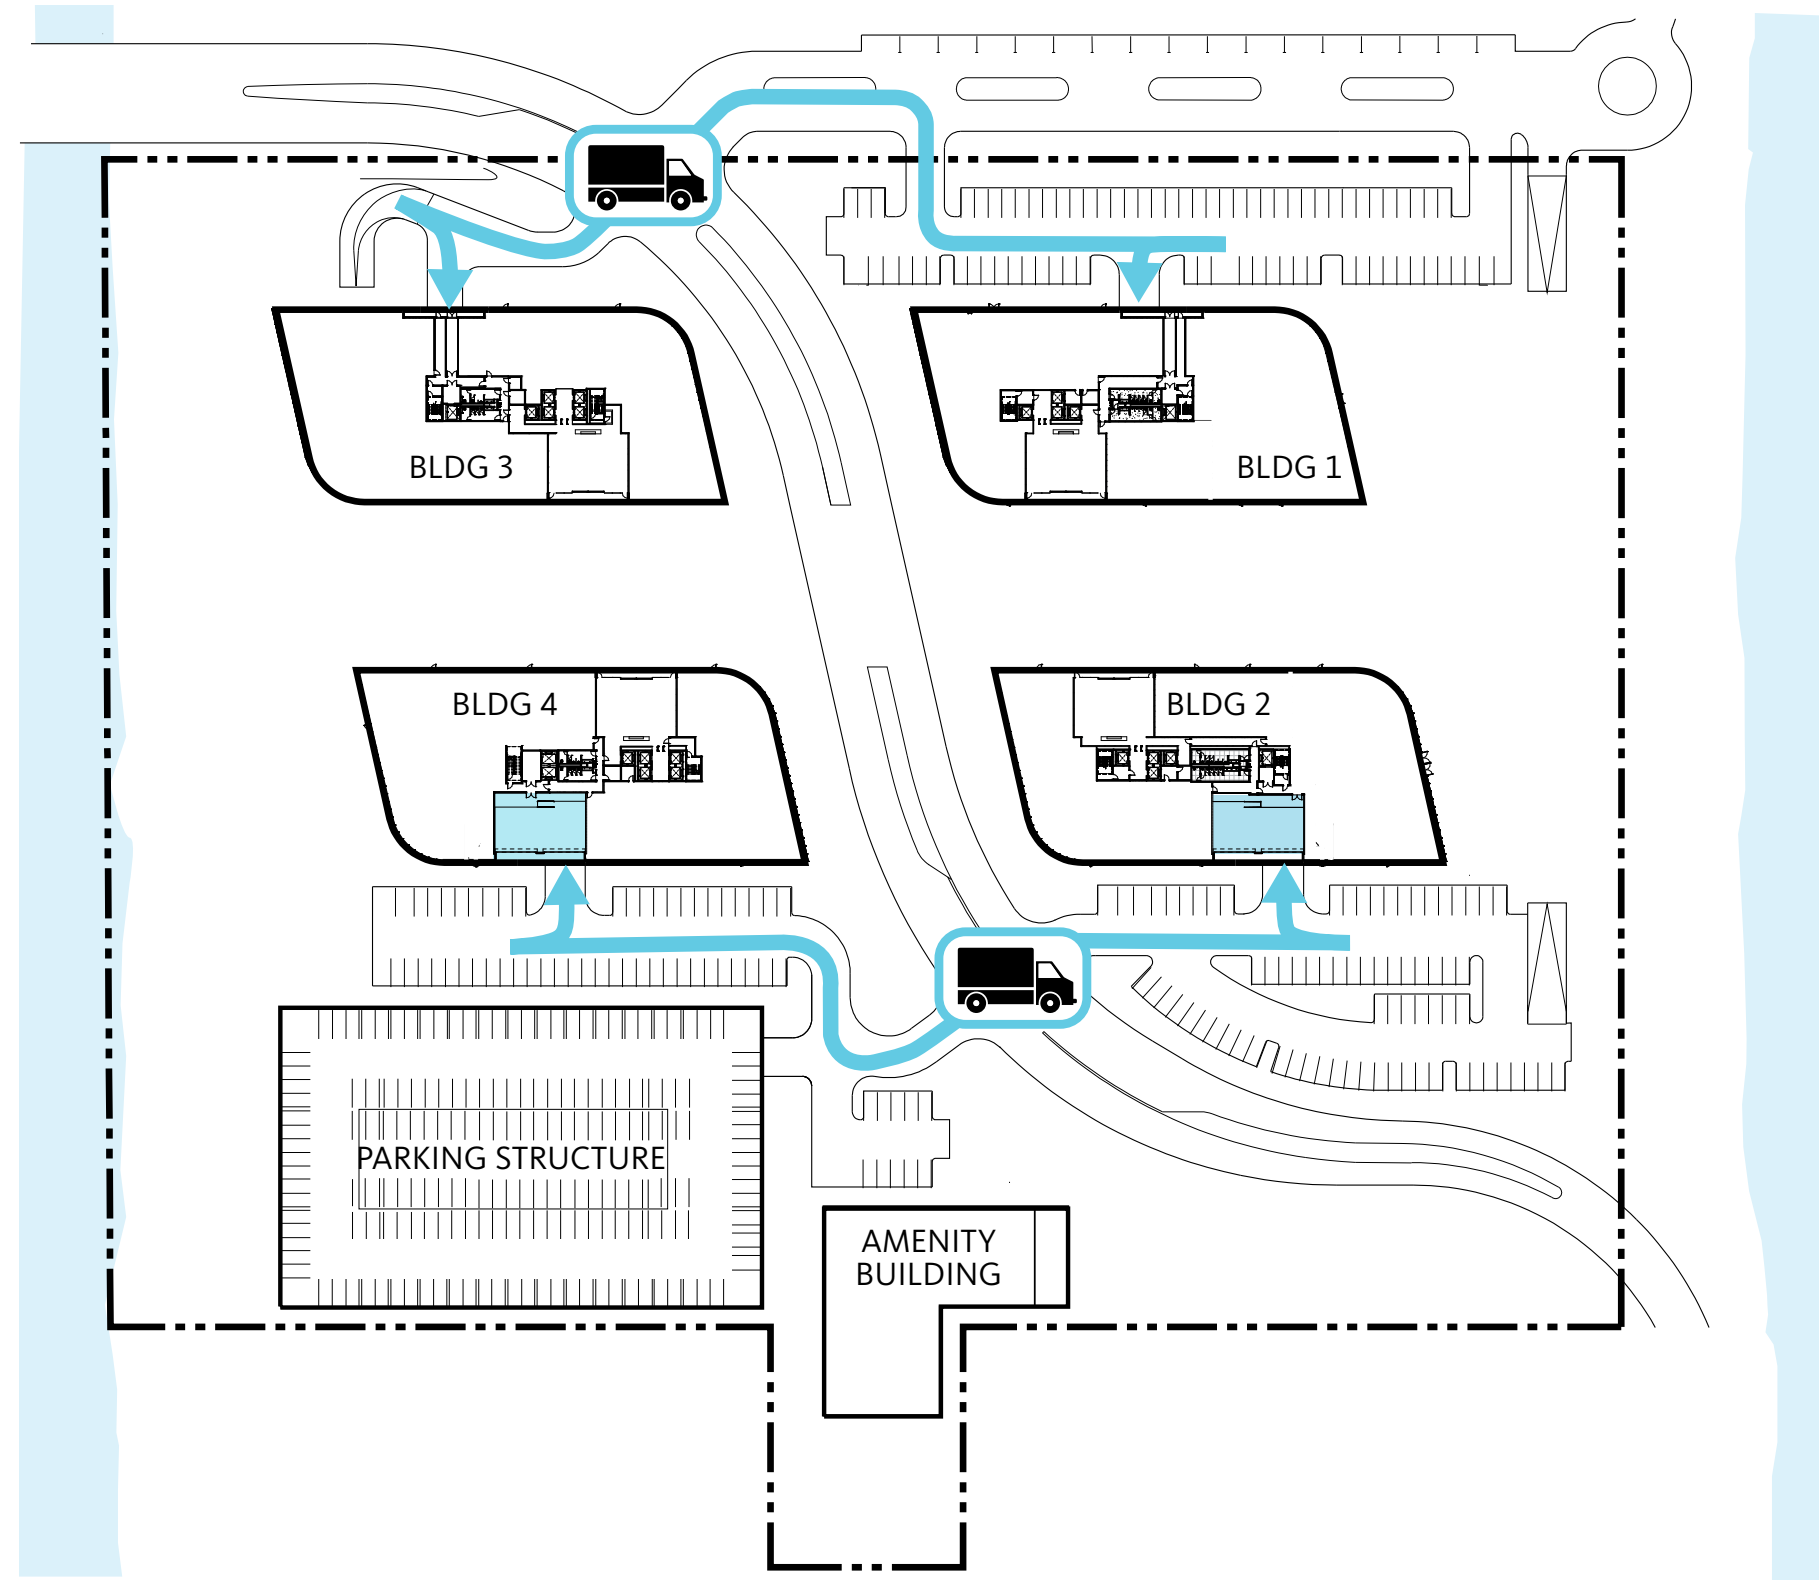 BLDG 3
BLDG 1
BLDG 4
BLDG 2
PARKING STRUCTURE
AMENITY
BUILDING